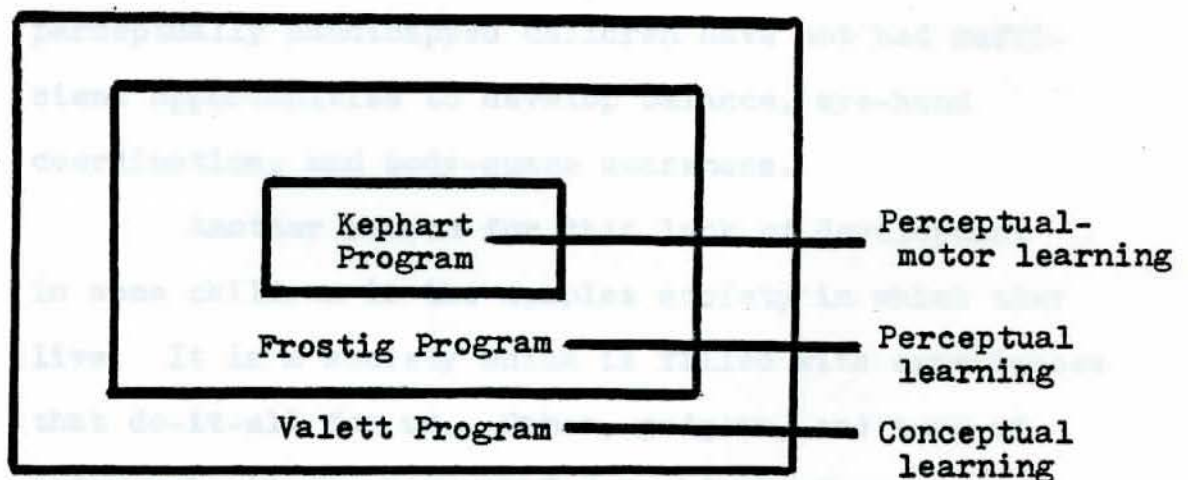 perceptually handicapped children have not had suffi-
cient opportunities to develop balance, eye-hand
coordination, and body-space awareness.
Another for this lack of
in some children is the complex society in which they
live. It is a society which is filled with
that do-it- and
Kephart
Program
Perceptual-
motor learning
Frostig Program
Perceptual
learning
Valett Program
Conceptual
learning